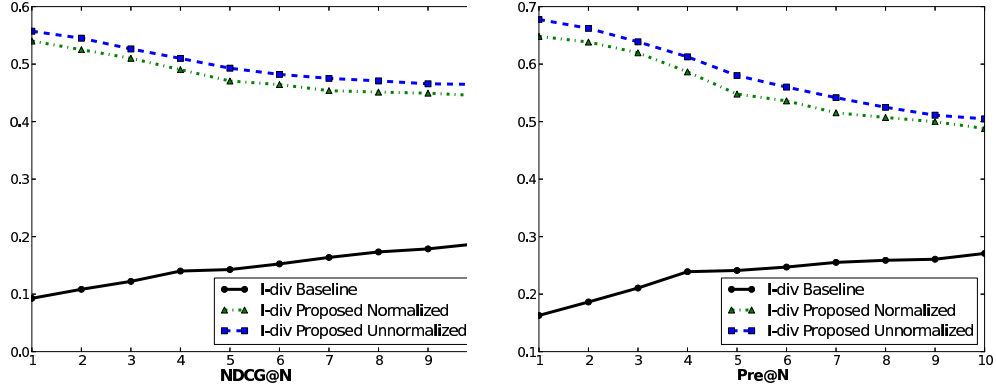 0.6
0.5
0.4
0.3
0.2
0.1
0.0
1 2 3 4 5 6 7 8 9
NDCG@N
I-div Baseline
I-div Proposed Normalized
I-div Proposed Unnormalized
0.7
0.6
0.5
0.4
0.3
0.2
0.1
1 2 3 4 5 6 7 8 9 10
Pre@N
I-div Baseline
I-div Proposed Normalized
I-div Proposed Unnormalized